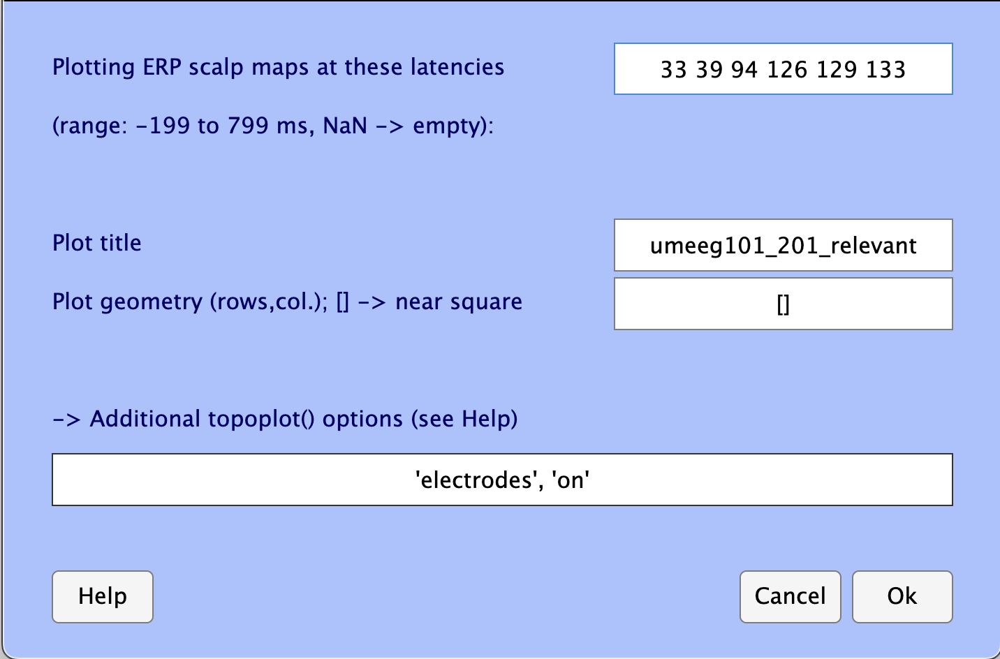 Plotting ERP scalp maps at these latencies
33 39 94 126 129 133
(range: -199 to 799 ms, NaN -> empty):
Plot title
umeeg101_201_relevant
Plot geometry (rows,col.); [] -> near square
[]
-> Additional topoplot() options (see Help)
'electrodes', 'on'
Help
Cancel
Ok